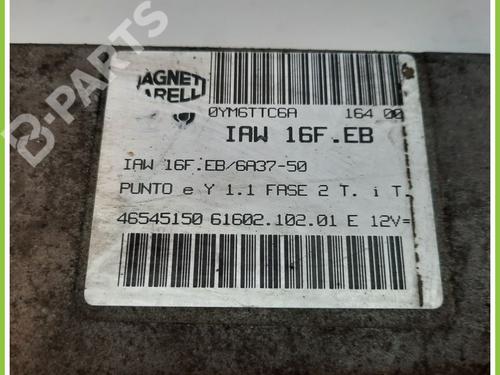 B-PARTS
MAGNETI
MARELLI
0YM6TTC6A 164 00
IAW 16F.EB
IAW 16F.EB/6A37-50
PUNTO e Y 1.1 FASE 2 T. i T.
46545150 61602.102.01 E 12V=